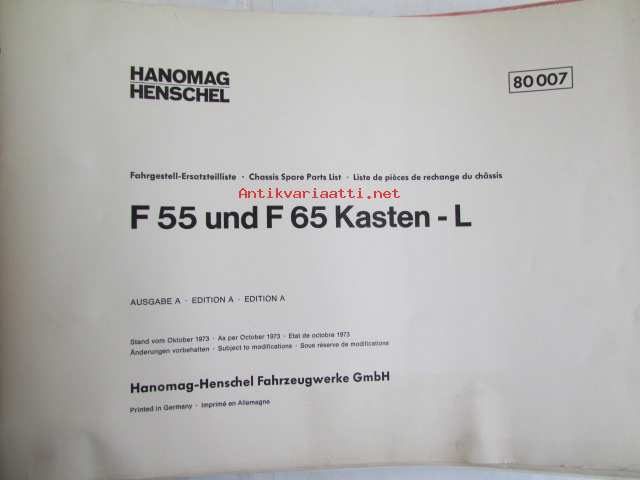 HANOMAG
HENSCHEL
80 007
Fahrgestell-Ersatzteilliste · Chassis Spare Parts List · Liste de pièces de rechange du châssis
Antikvariaatti.net
F 55 und F 65 Kasten - L
AUSGABE A · EDITION A · EDITION A
Stand vom Oktober 1973 · As per October 1973 · Etat de octobre 1973
Änderungen vorbehalten · Subject to modifications · Sous réserve de modifications
Hanomag-Henschel Fahrzeugwerke GmbH
Printed in Germany · Imprimé en Allemagne